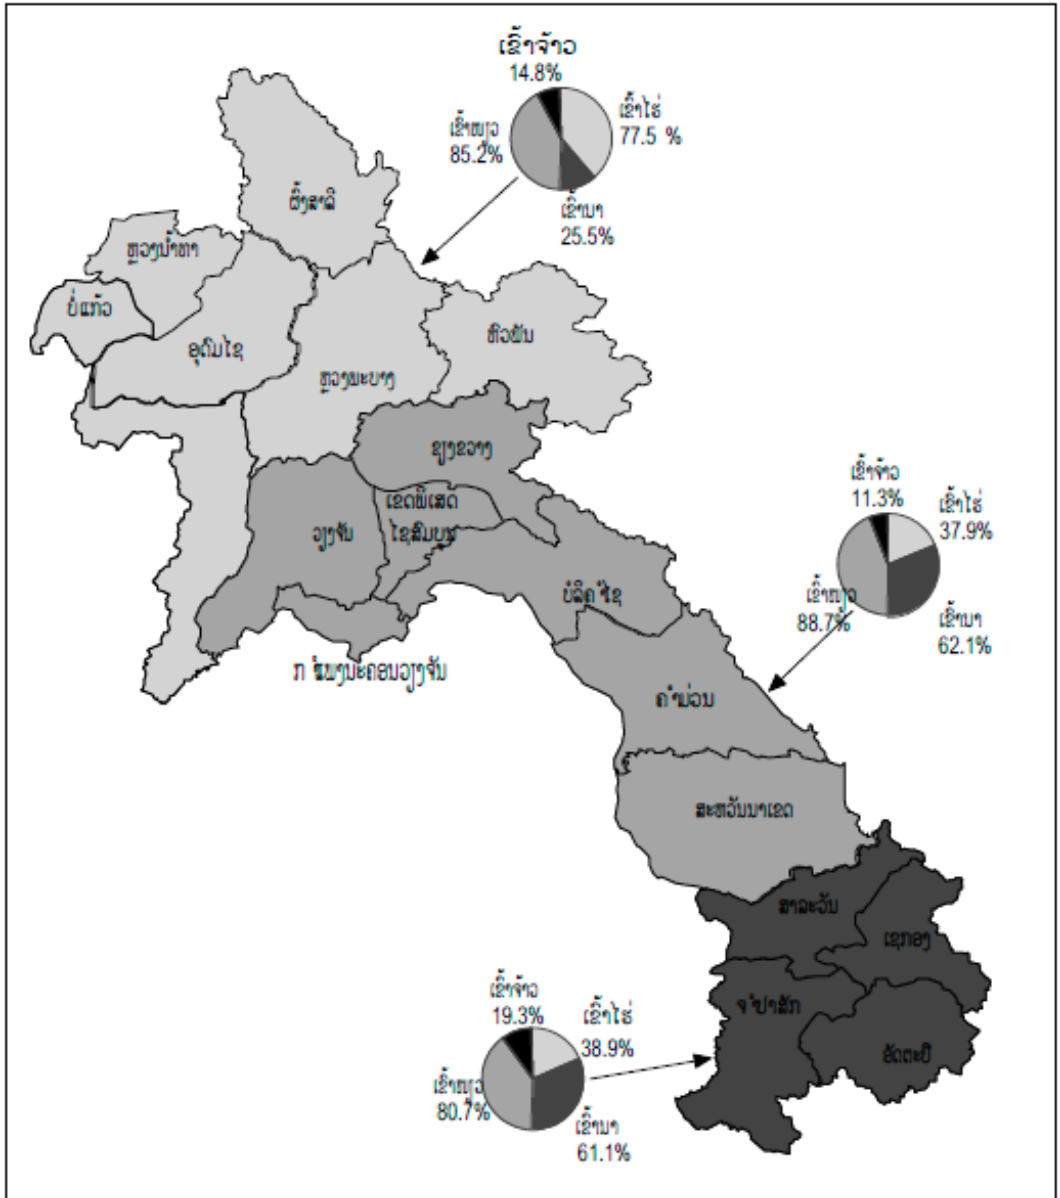 ເຂົ້າຈ້າວ
14.8%
ເຂົ້າໄຮ່
77.5 %
ເຂົ້າໜຽວ
85.2%
ເຂົ້ານາ
25.5%
ຜົ້ງສາລີ
ຫຼວງນ້ຳທາ
ບໍ່ແກ້ວ
ອຸດົມໄຊ
ຫຼວງພະບາງ
ຫົວພັນ
ຊຽງຂວາງ
ເຂດພິເສດ
ໄຊສົມບູນ
ວຽງຈັນ
ບໍລິຄຳໄຊ
ກຳແພງນະຄອນວຽງຈັນ
ເຂົ້າຈ້າວ
11.3%
ເຂົ້າໄຮ່
37.9%
ເຂົ້າໜຽວ
88.7%
ເຂົ້ານາ
62.1%
ຄຳມ່ວນ
ສະຫວັນນາເຂດ
ສາລະວັນ
ເຊກອງ
ຈຳປາສັກ
ອັດຕະປື
ເຂົ້າຈ້າວ
19.3%
ເຂົ້າໄຮ່
38.9%
ເຂົ້າໜຽວ
80.7%
ເຂົ້ານາ
61.1%